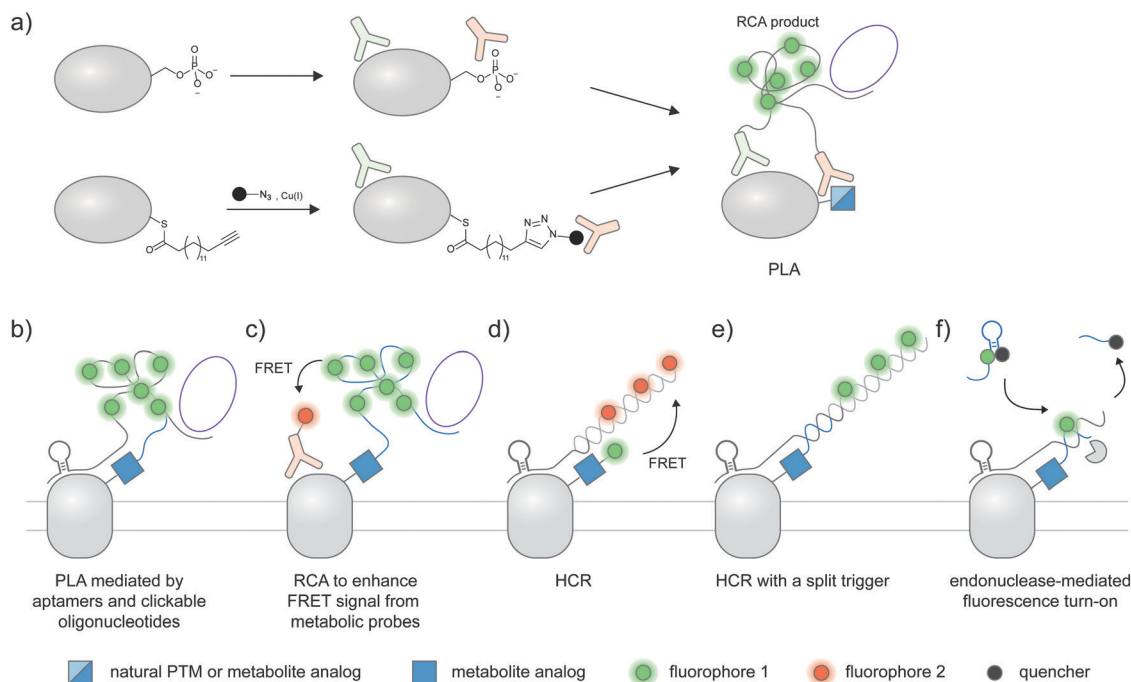 a)
RCA product
O
P
O
O⁻
O
–
O
P
O
O⁻
O
–
N₃ , Cu(I)
S
O
11
S
O
11
N
N
N
PLA
b)
c)
d)
e)
f)
FRET
FRET
PLA mediated by
aptamers and clickable
oligonucleotides
RCA to enhance
FRET signal from
metabolic probes
HCR
HCR with a split trigger
endonuclease-mediated
fluorescence turn-on
natural PTM or metabolite analog
metabolite analog
fluorophore 1
fluorophore 2
quencher